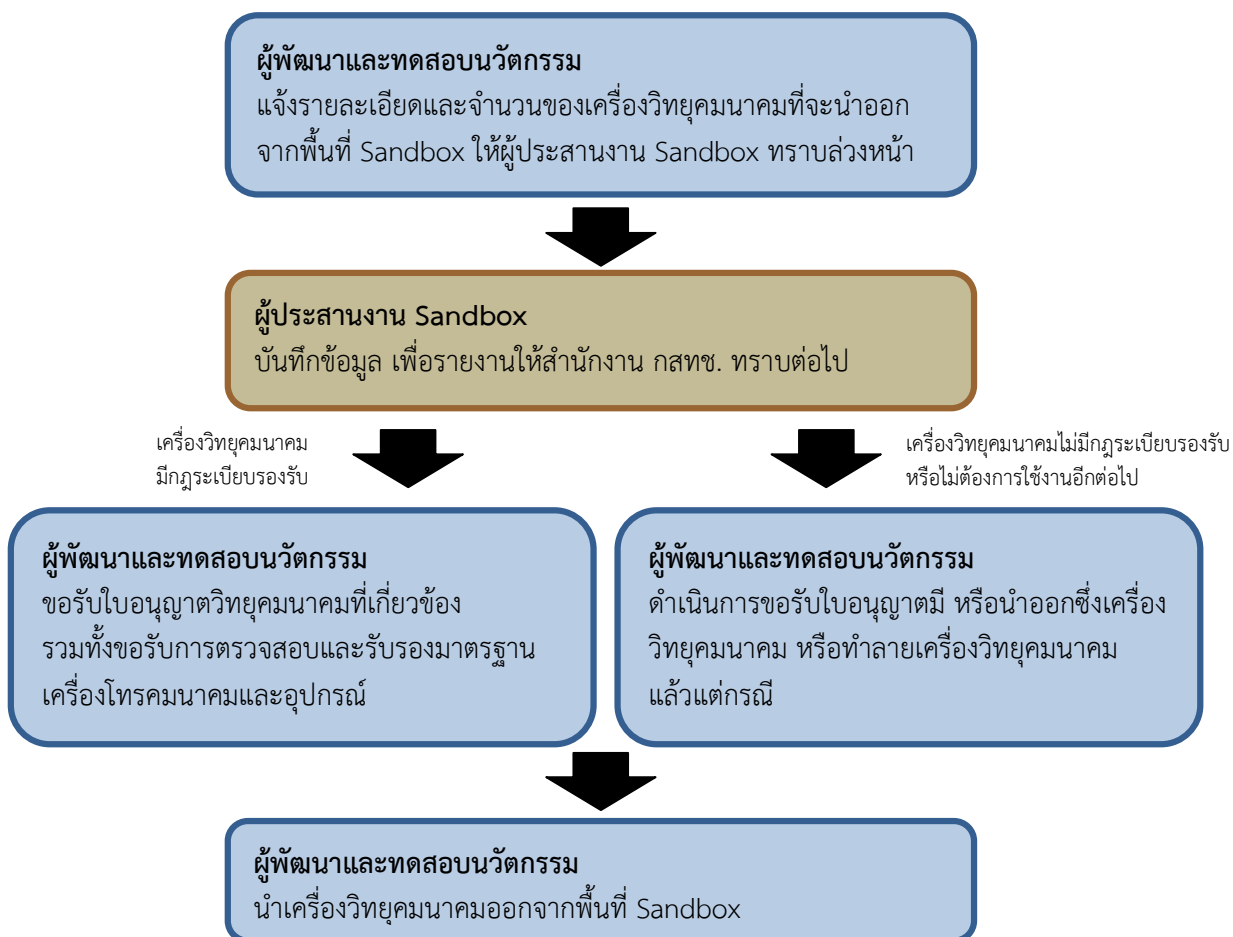 ผู้พัฒนาและทดสอบนวัตกรรม
แจ้งรายละเอียดและจำนวนของเครื่องวิทยุคมนาคมที่จะนำออก
จากพื้นที่ Sandbox ให้ผู้ประสานงาน Sandbox ทราบล่วงหน้า
ผู้ประสานงาน Sandbox
บันทึกข้อมูล เพื่อรายงานให้สำนักงาน กสทช. ทราบต่อไป
เครื่องวิทยุคมนาคม
มีกฎระเบียบรองรับ
เครื่องวิทยุคมนาคมไม่มีกฎระเบียบรองรับ
หรือไม่ต้องการใช้งานอีกต่อไป
ผู้พัฒนาและทดสอบนวัตกรรม
ขอรับใบอนุญาตวิทยุคมนาคมที่เกี่ยวข้อง
รวมทั้งขอรับการตรวจสอบและรับรองมาตรฐาน
เครื่องโทรคมนาคมและอุปกรณ์
ผู้พัฒนาและทดสอบนวัตกรรม
ดำเนินการขอรับใบอนุญาตมี หรือนำออกซึ่งเครื่อง
วิทยุคมนาคม หรือทำลายเครื่องวิทยุคมนาคม
แล้วแต่กรณี
ผู้พัฒนาและทดสอบนวัตกรรม
นำเครื่องวิทยุคมนาคมออกจากพื้นที่ Sandbox